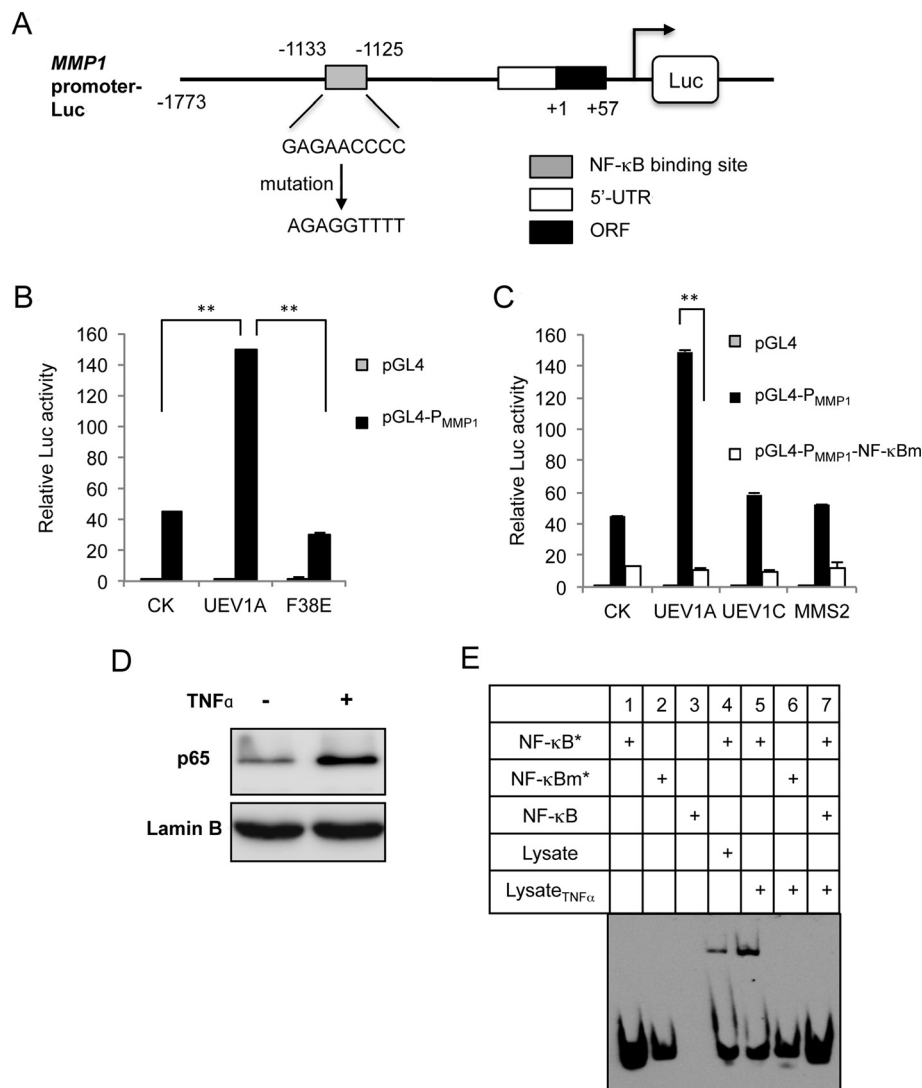 A
MMP1
promoter-
Luc
-1773
-1133
-1125
+1
+57
Luc
GAGAACCCC
mutation
AGAGGTTTT
NF-κB binding site
5’-UTR
ORF
B
Relative Luc activity
160
140
120
100
80
60
40
20
0
**
**
CK
UEV1A
F38E
pGL4
pGL4-PMMP1
C
Relative Luc activity
160
140
120
100
80
60
40
20
0
**
CK
UEV1A
UEV1C
MMS2
pGL4
pGL4-PMMP1
pGL4-PMMP1-NF-κBm
D
TNFα - +
p65
Lamin B
E
1 2 3 4 5 6 7
NF-κB* + + + +
NF-κBm* + +
NF-κB + +
Lysate +
LysateTNFα + + +